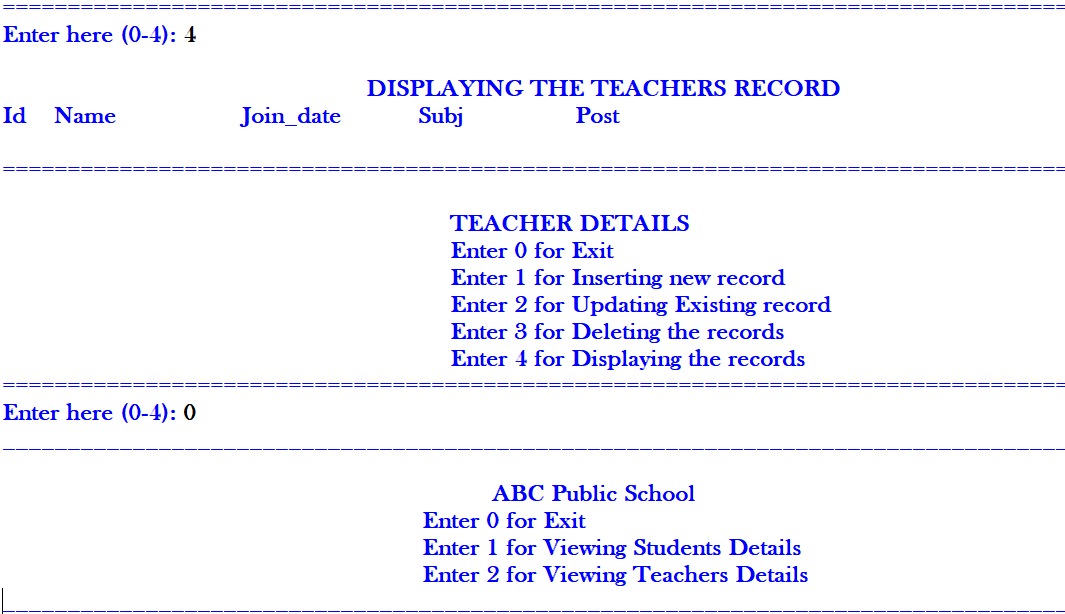 ================================================================================
Enter here (0-4): 4
DISPLAYING THE TEACHERS RECORD
Id Name Join_date Subj Post
================================================================================
TEACHER DETAILS
Enter 0 for Exit
Enter 1 for Inserting new record
Enter 2 for Updating Existing record
Enter 3 for Deleting the records
Enter 4 for Displaying the records
================================================================================
Enter here (0-4): 0
________________________________________________________________________________
ABC Public School
Enter 0 for Exit
Enter 1 for Viewing Students Details
Enter 2 for Viewing Teachers Details
________________________________________________________________________________